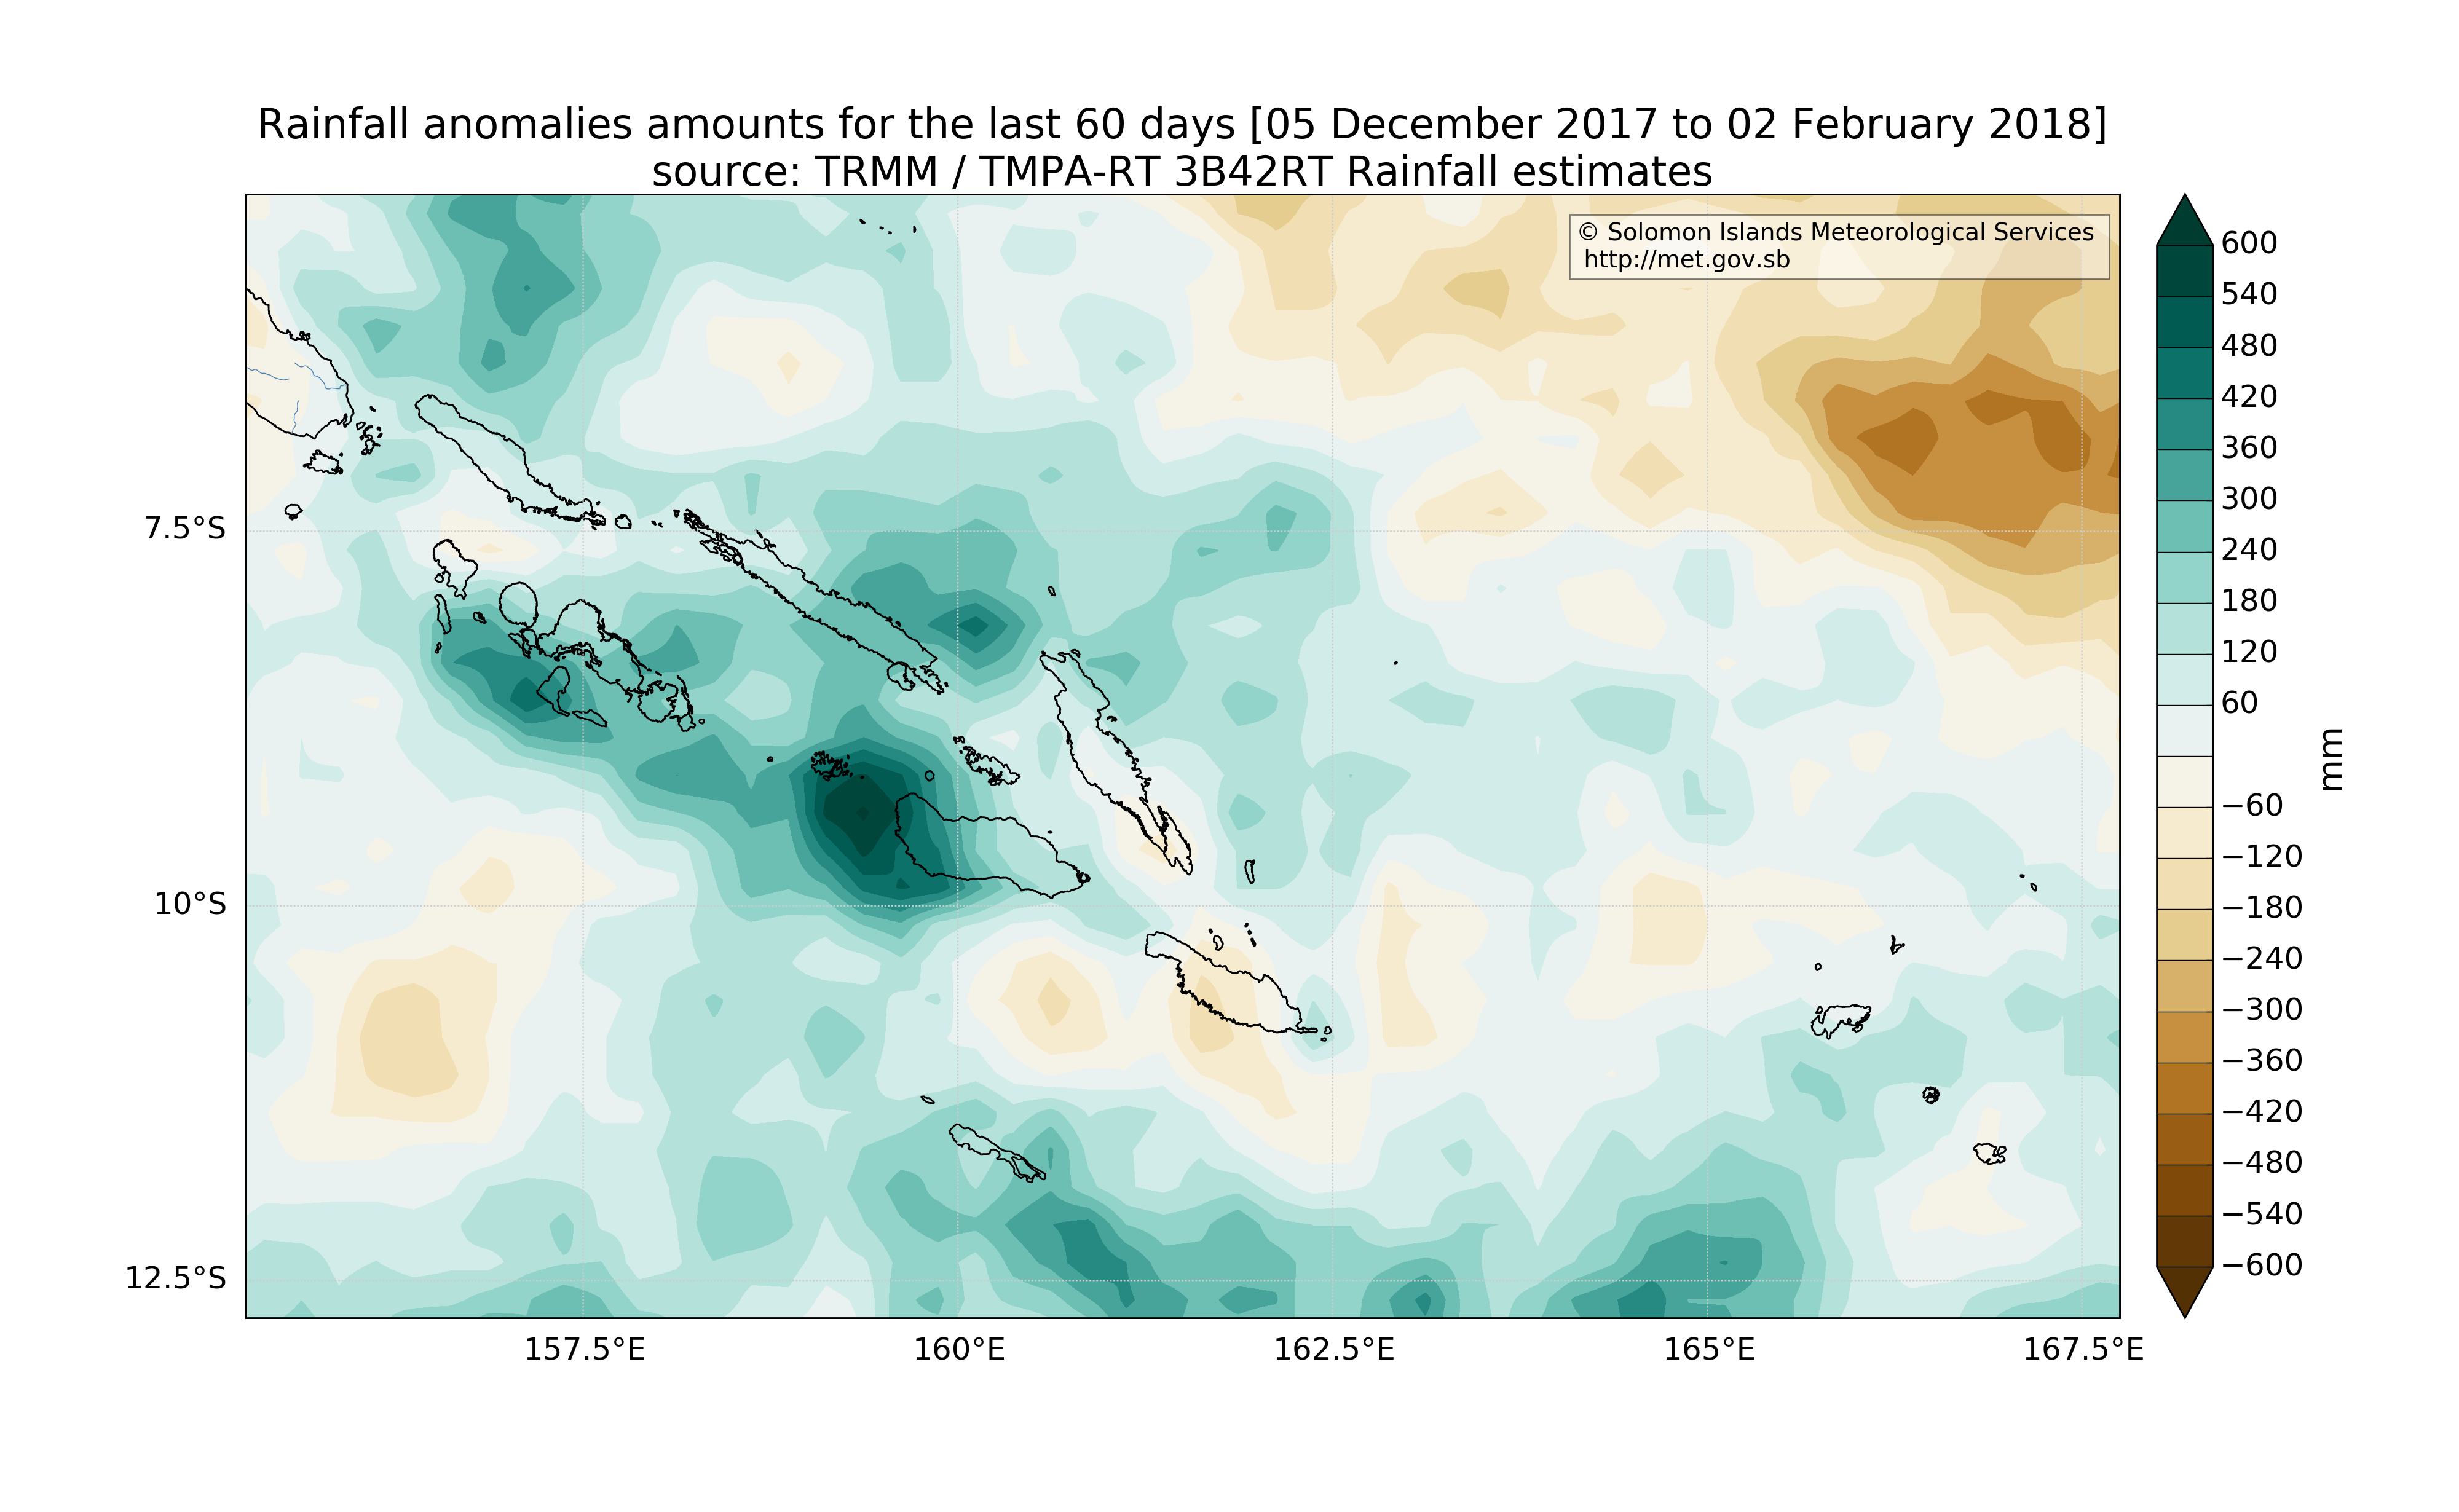 Rainfall anomalies amounts for the last 60 days [05 December 2017 to 02 February 2018]
source: TRMM / TMPA-RT 3B42RT Rainfall estimates
© Solomon Islands Meteorological Services
http://met.gov.sb
7.5°S
10°S
12.5°S
157.5°E
160°E
162.5°E
165°E
167.5°E
600
540
480
420
360
300
240
180
120
60
−60
−120
−180
−240
−300
−360
−420
−480
−540
−600
mm